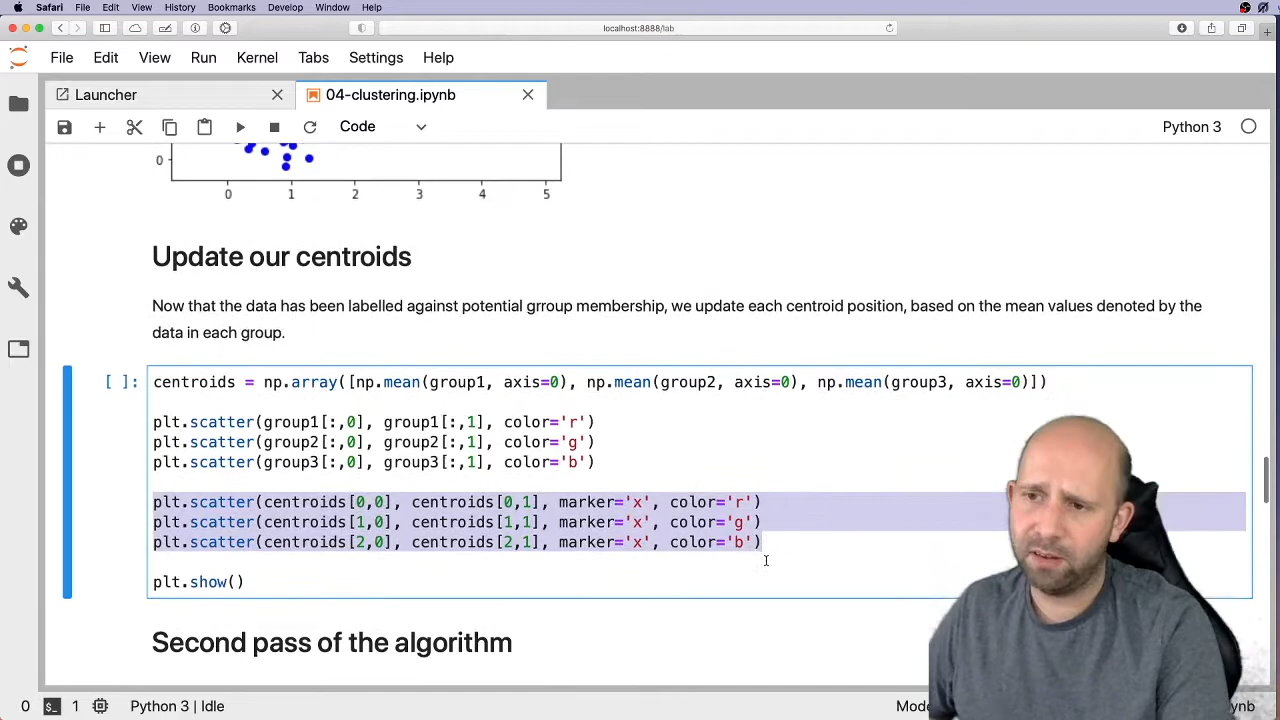 Safari File Edit View History Bookmarks Develop Window Help
localhost:8888/lab
File Edit View Run Kernel Tabs Settings Help
Launcher 04-clustering.ipynb
Code Python 3
0
0 1 2 3 4 5
Update our centroids
Now that the data has been labelled against potential grroup membership, we update each centroid position, based on the mean values denoted by the
data in each group.
[ ]: centroids = np.array([np.mean(group1, axis=0), np.mean(group2, axis=0), np.mean(group3, axis=0)])
plt.scatter(group1[:,0], group1[:,1], color='r')
plt.scatter(group2[:,0], group2[:,1], color='g')
plt.scatter(group3[:,0], group3[:,1], color='b')
plt.scatter(centroids[0,0], centroids[0,1], marker='x', color='r')
plt.scatter(centroids[1,0], centroids[1,1], marker='x', color='g')
plt.scatter(centroids[2,0], centroids[2,1], marker='x', color='b')
plt.show()
Second pass of the algorithm
0 $_ 1 Python 3 | Idle Mod ynb